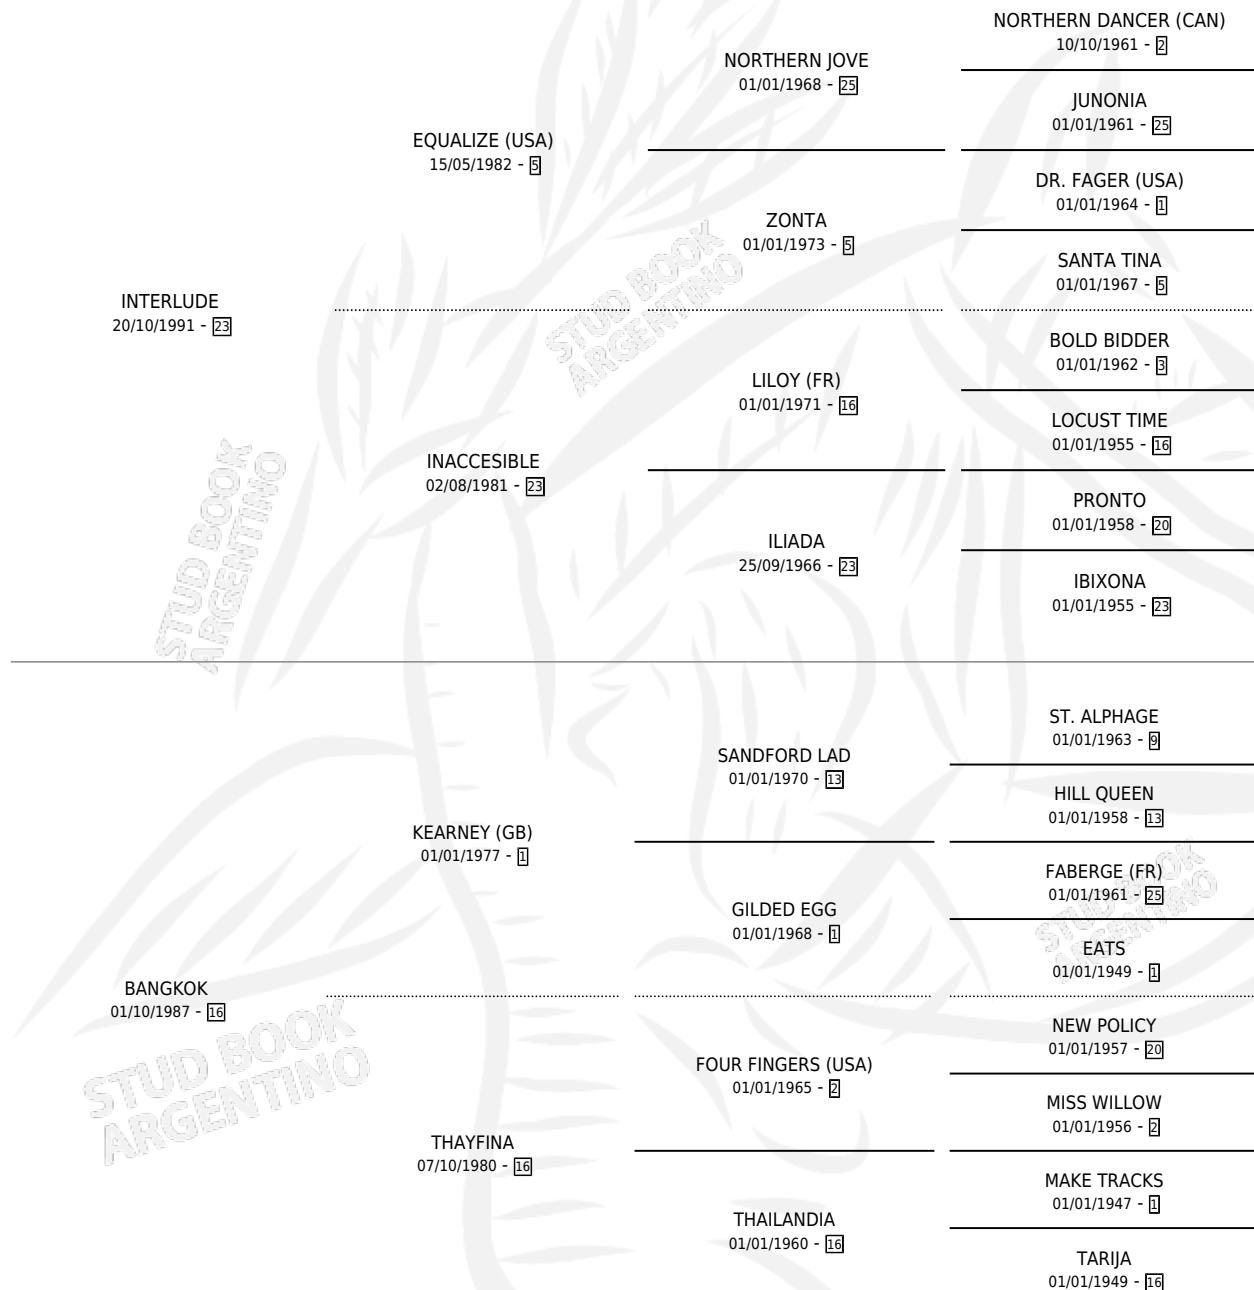 NORTHERN DANCER (CAN)
10/10/1961 - 2
NORTHERN JOVE
01/01/1968 - 25
JUNONIA
01/01/1961 - 25
EQUALIZE (USA)
15/05/1982 - 5
DR. FAGER (USA)
01/01/1964 - 1
ZONTA
01/01/1973 - 5
SANTA TINA
01/01/1967 - 5
INTERLUDE
20/10/1991 - 23
BOLD BIDDER
01/01/1962 - 3
LILOY (FR)
01/01/1971 - 16
LOCUST TIME
01/01/1955 - 16
INACCESIBLE
02/08/1981 - 23
PRONTO
01/01/1958 - 20
ILIADA
25/09/1966 - 23
IBIXONA
01/01/1955 - 23
STUD BOOK
ARGENTINO
STUD BOOK
ARGENTINO
ST. ALPHAGE
01/01/1963 - 9
SANDFORD LAD
01/01/1970 - 13
HILL QUEEN
01/01/1958 - 13
KEARNEY (GB)
01/01/1977 - 1
FABERGE (FR)
01/01/1961 - 25
GILDED EGG
01/01/1968 - 1
EATS
01/01/1949 - 1
STUD BOOK
ARGENTINO
BANGKOK
01/10/1987 - 16
NEW POLICY
01/01/1957 - 20
FOUR FINGERS (USA)
01/01/1965 - 2
MISS WILLOW
01/01/1956 - 2
THAYFINA
07/10/1980 - 16
MAKE TRACKS
01/01/1947 - 1
THAILANDIA
01/01/1960 - 16
TARIJA
01/01/1949 - 16
STUD BOOK
ARGENTINO